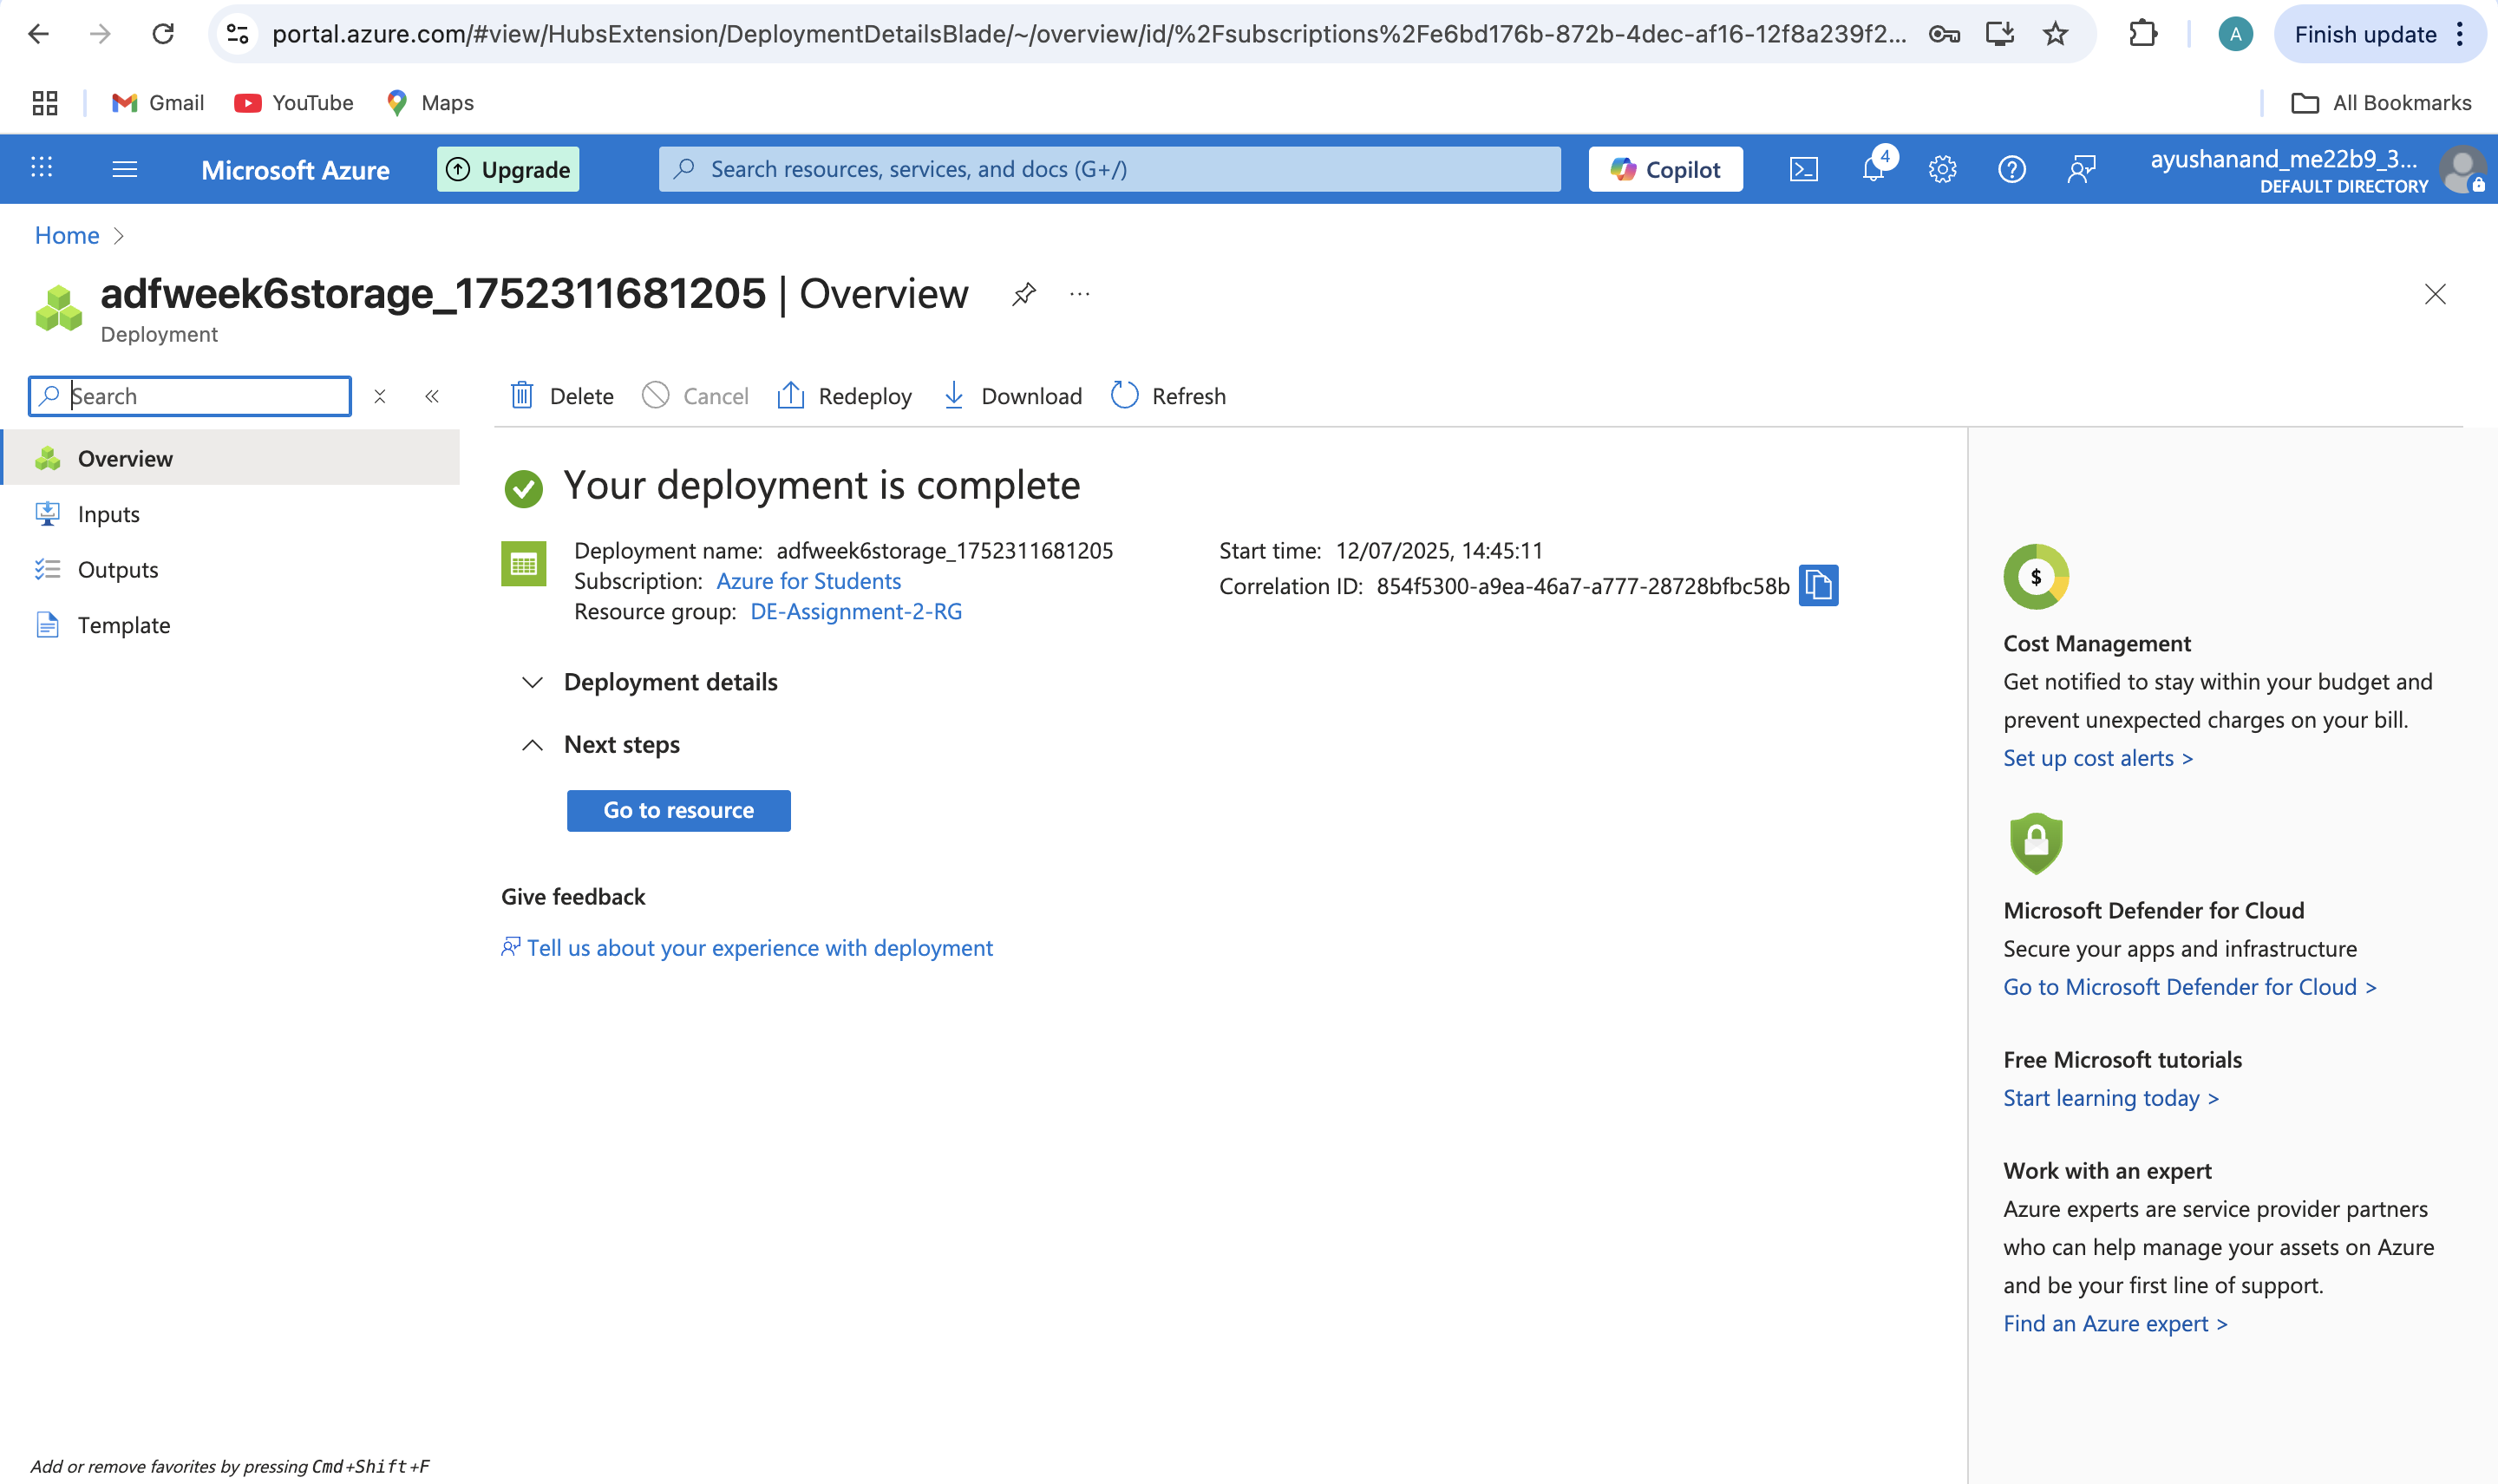 portal.azure.com/#view/HubsExtension/DeploymentDetailsBlade/~/overview/id/%2Fsubscriptions%2Fe6bd176b-872b-4dec-af16-12f8a239f2...
A
Finish update
Gmail
YouTube
Maps
All Bookmarks
Microsoft Azure
Upgrade
Search resources, services, and docs (G+/)
Copilot
4
ayushanand_me22b9_3...
DEFAULT DIRECTORY
Home
adfweek6storage_1752311681205 | Overview
Deployment
Search
Delete
Cancel
Redeploy
Download
Refresh
Overview
Inputs
Outputs
Template
Your deployment is complete
Deployment name: adfweek6storage_1752311681205
Subscription: Azure for Students
Resource group: DE-Assignment-2-RG
Start time: 12/07/2025, 14:45:11
Correlation ID: 854f5300-a9ea-46a7-a777-28728bfbc58b
Deployment details
Next steps
Go to resource
Give feedback
Tell us about your experience with deployment
$
Cost Management
Get notified to stay within your budget and
prevent unexpected charges on your bill.
Set up cost alerts >
Microsoft Defender for Cloud
Secure your apps and infrastructure
Go to Microsoft Defender for Cloud >
Free Microsoft tutorials
Start learning today >
Work with an expert
Azure experts are service provider partners
who can help manage your assets on Azure
and be your first line of support.
Find an Azure expert >
Add or remove favorites by pressing Cmd+Shift+F